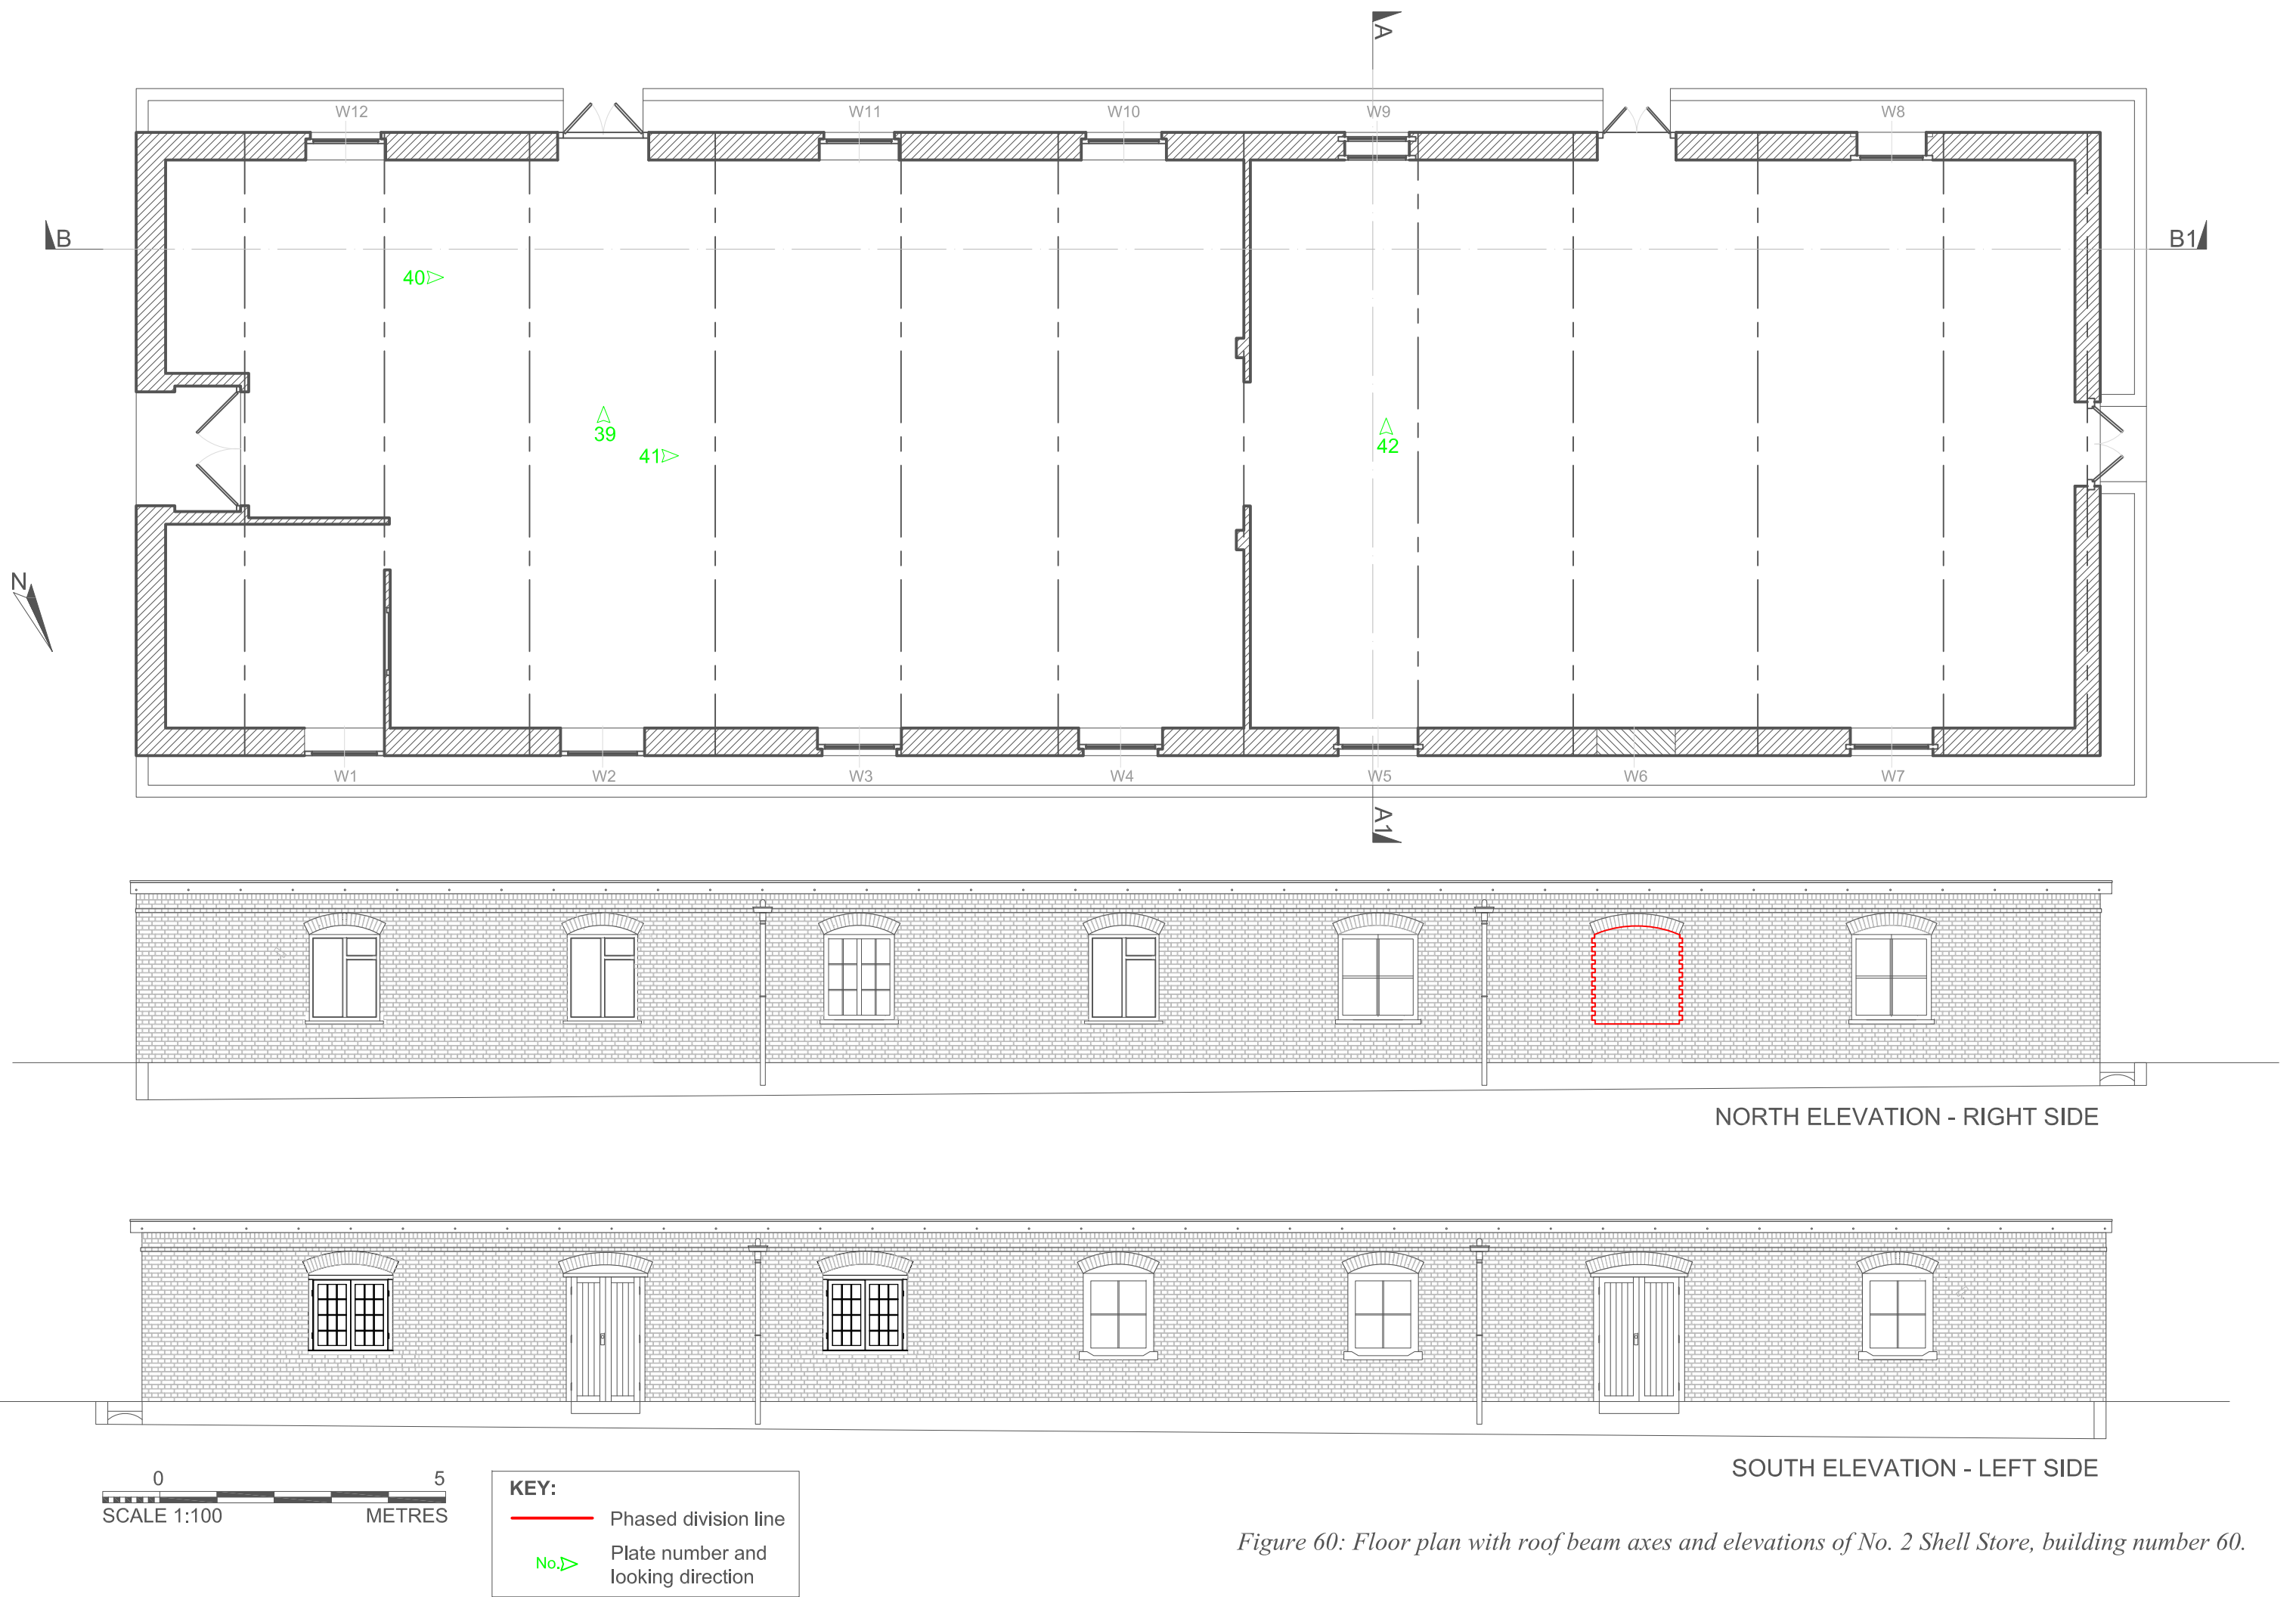 A
W12 W11 W10 W9 W8
B B1
40
39
41
42
N
W1 W2 W3 W4 W5 W6 W7
A1
NORTH ELEVATION - RIGHT SIDE
SOUTH ELEVATION - LEFT SIDE
0 5
SCALE 1:100 METRES
KEY:
Phased division line
No. Plate number and
looking direction
Figure 60: Floor plan with roof beam axes and elevations of No. 2 Shell Store, building number 60.